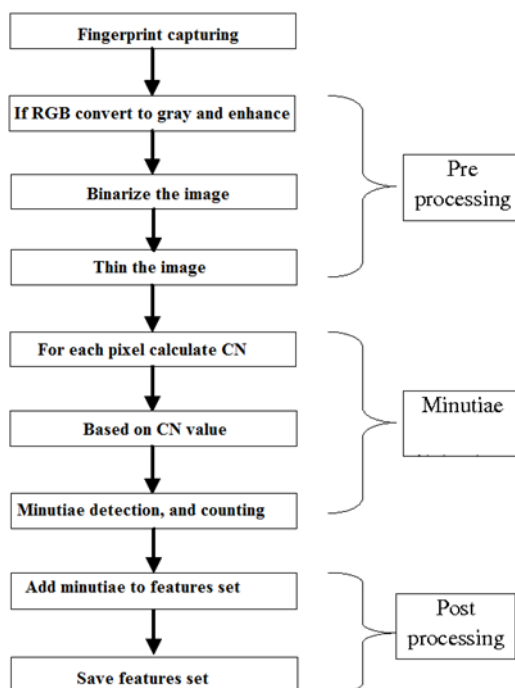 Fingerprint capturing
If RGB convert to gray and enhance
Binarize the image
Thin the image
Pre
processing
For each pixel calculate CN
Based on CN value
Minutiae detection, and counting
Minutiae
Add minutiae to features set
Save features set
Post
processing